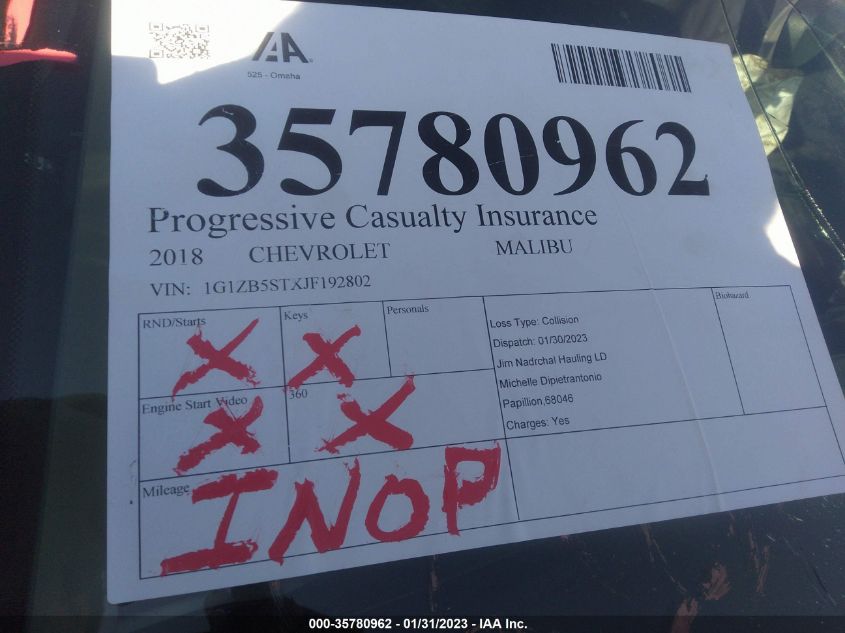 IAA
525 - Omaha
35780962
Progressive Casualty Insurance
2018 CHEVROLET MALIBU
VIN: 1G1ZB5STXJF192802
RND/Starts X
Keys X
Personals
Engine Start Video X
360 X
Mileage INOP
Loss Type: Collision
Dispatch: 01/30/2023
Jim Nadrchal Hauling LD
Michelle Dipietrantonio
Papillion,68046
Charges: Yes
Biohazard
000-35780962 - 01/31/2023 - IAA Inc.